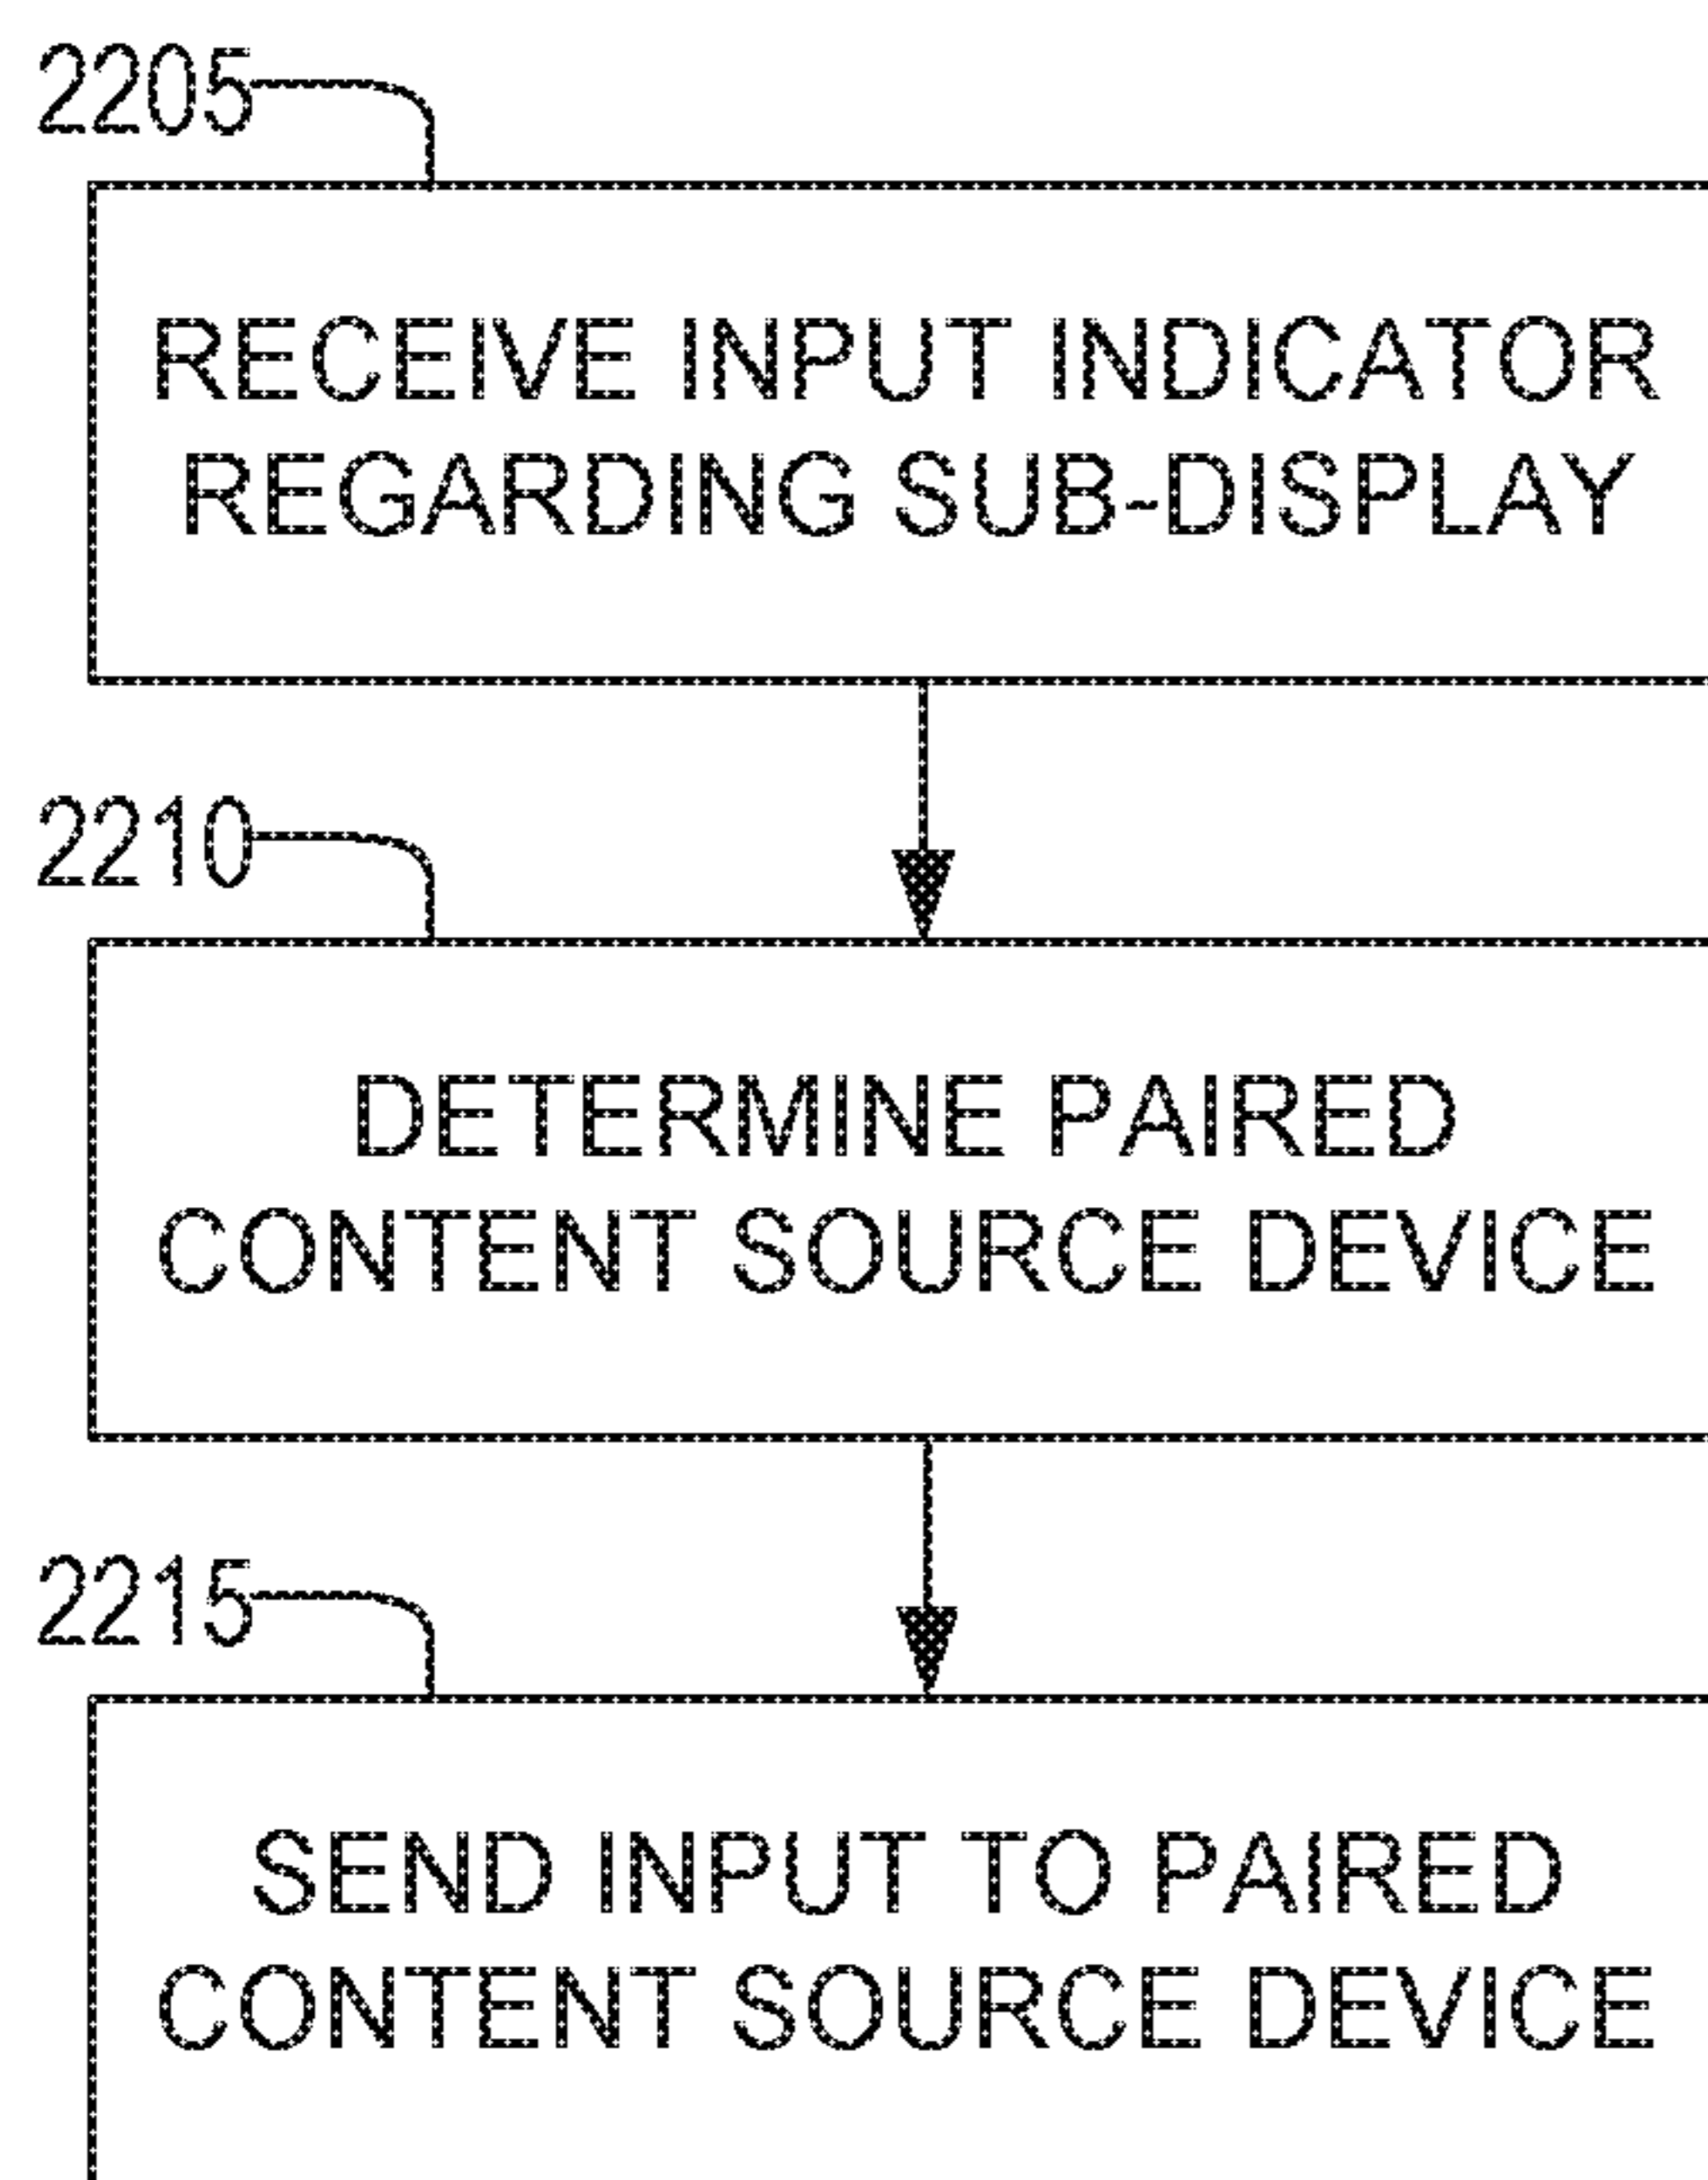 2205
RECEIVE INPUT INDICATOR
REGARDING SUB-DISPLAY
2210
DETERMINE PAIRED
CONTENT SOURCE DEVICE
2215
SEND INPUT TO PAIRED
CONTENT SOURCE DEVICE